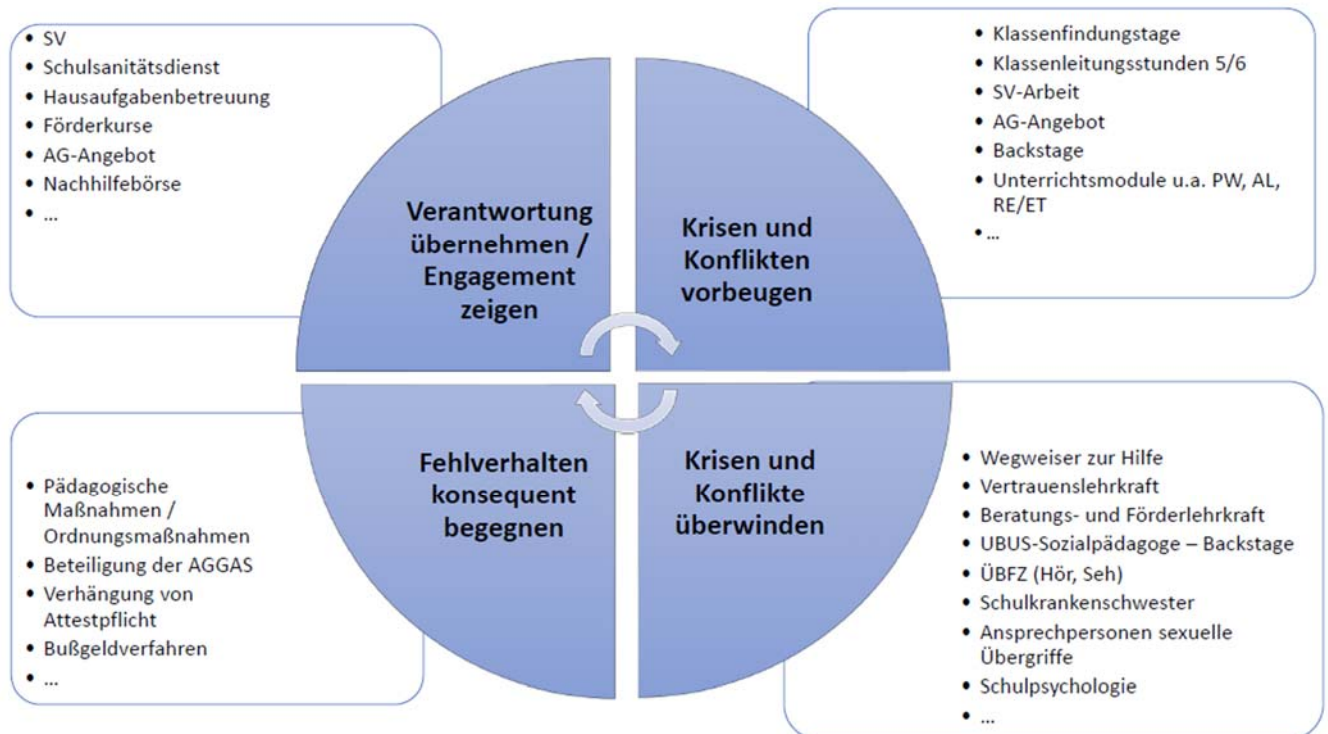 • SV
• Schulsanitätsdienst
• Hausaufgabenbetreuung
• Förderkurse
• AG-Angebot
• Nachhilfebörse
• ...
Verantwortung
übernehmen /
Engagement
zeigen
Krisen und
Konflikten
vorbeugen
• Klassenfindungstage
• Klassenleitungsstunden 5/6
• SV-Arbeit
• AG-Angebot
• Backstage
• Unterrichtsmodule u.a. PW, AL,
RE/ET
• ...
• Pädagogische
Maßnahmen /
Ordnungsmaßnahmen
• Beteiligung der AGGAS
• Verhängung von
Attestpflicht
• Bußgeldverfahren
• ...
Fehlverhalten
konsequent
begegnen
Krisen und
Konflikte
überwinden
• Wegweiser zur Hilfe
• Vertrauenslehrkraft
• Beratungs- und Förderlehrkraft
• UBUS-Sozialpädagoge – Backstage
• ÜBFZ (Hör, Seh)
• Schulkrankenschwester
• Ansprechpersonen sexuelle
Übergriffe
• Schulpsychologie
• ...